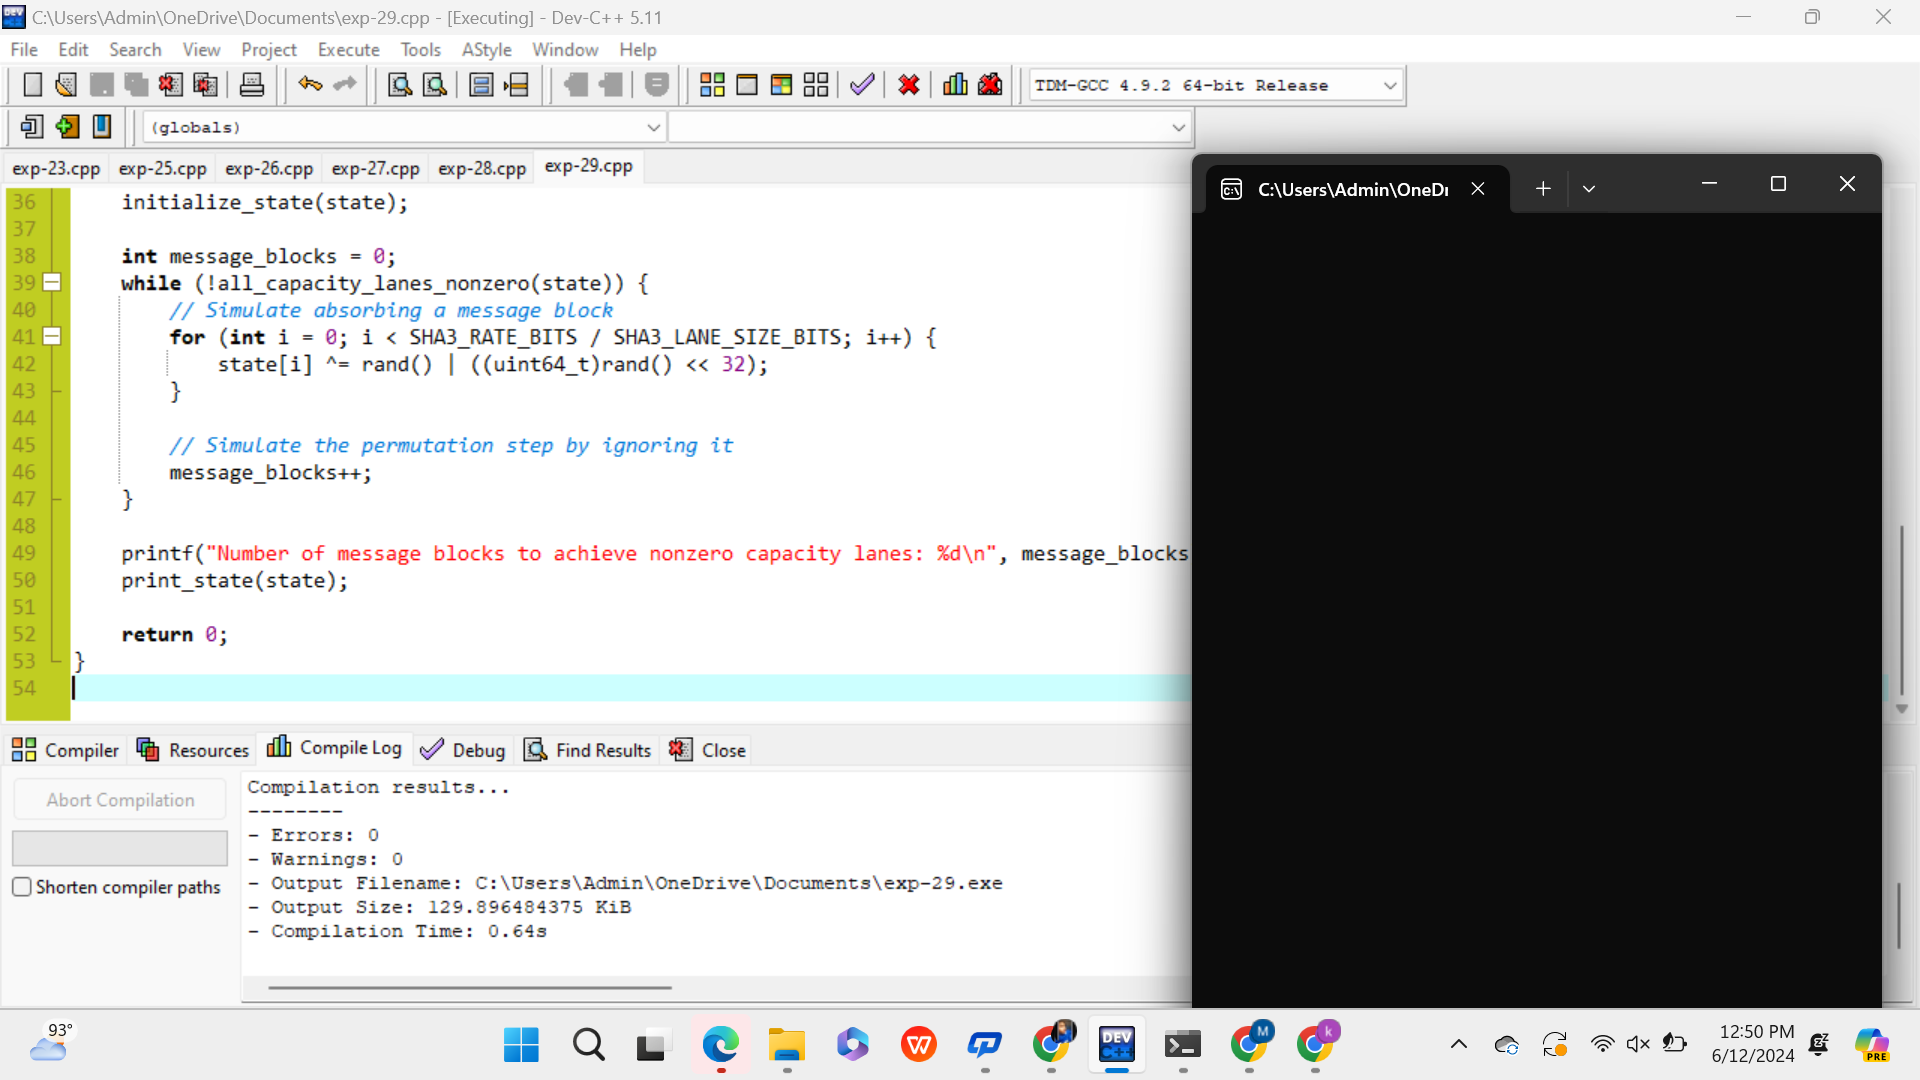 C:\Users\Admin\OneDrive\Documents\exp-29.cpp - [Executing] - Dev-C++ 5.11
File Edit Search View Project Execute Tools AStyle Window Help
TDM-GCC 4.9.2 64-bit Release
(globals)
exp-23.cpp exp-25.cpp exp-26.cpp exp-27.cpp exp-28.cpp exp-29.cpp
C:\Users\Admin\OneDr
36 initialize_state(state);
37
38 int message_blocks = 0;
39 while (!all_capacity_lanes_nonzero(state)) {
40 // Simulate absorbing a message block
41 for (int i = 0; i < SHA3_RATE_BITS / SHA3_LANE_SIZE_BITS; i++) {
42 state[i] ^= rand() | ((uint64_t)rand() << 32);
43 }
44
45 // Simulate the permutation step by ignoring it
46 message_blocks++;
47 }
48
49 printf("Number of message blocks to achieve nonzero capacity lanes: %d\n", message_blocks
50 print_state(state);
51
52 return 0;
53 }
54
Compiler Resources Compile Log Debug Find Results Close
Abort Compilation
Shorten compiler paths
Compilation results...
--------
- Errors: 0
- Warnings: 0
- Output Filename: C:\Users\Admin\OneDrive\Documents\exp-29.exe
- Output Size: 129.896484375 KiB
- Compilation Time: 0.64s
93°
DEV
C++
M
k
12:50 PM
6/12/2024
PRE